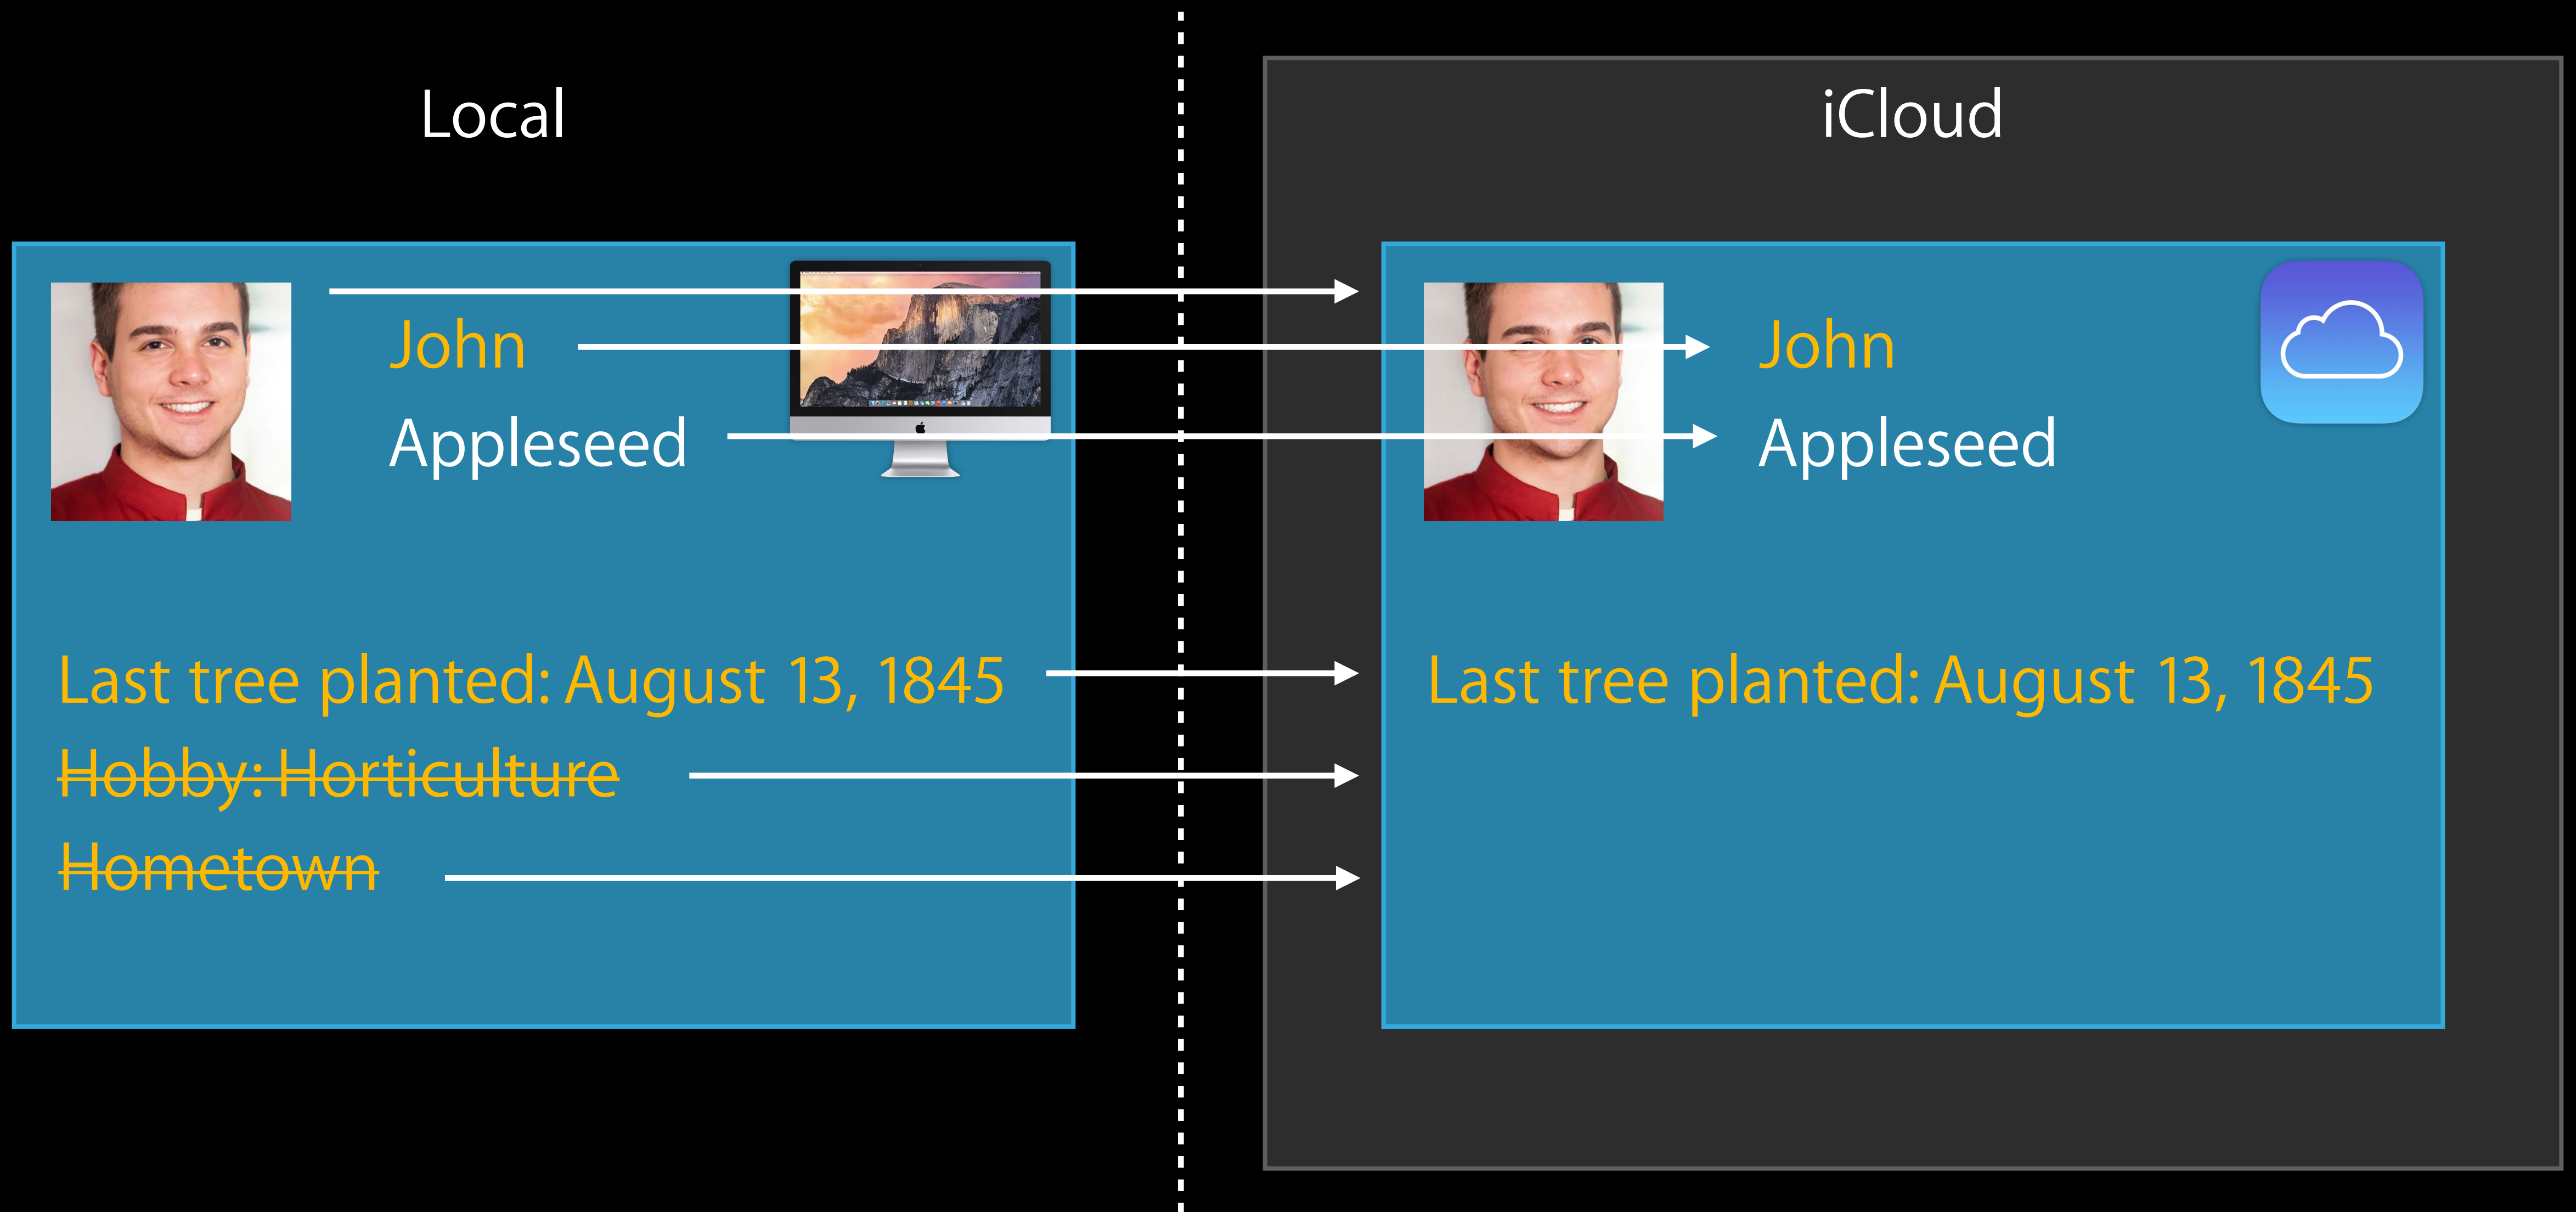 Local
John
Appleseed
Last tree planted: August 13, 1845
Hobby: Horticulture
Hometown
iCloud
John
Appleseed
Last tree planted: August 13, 1845